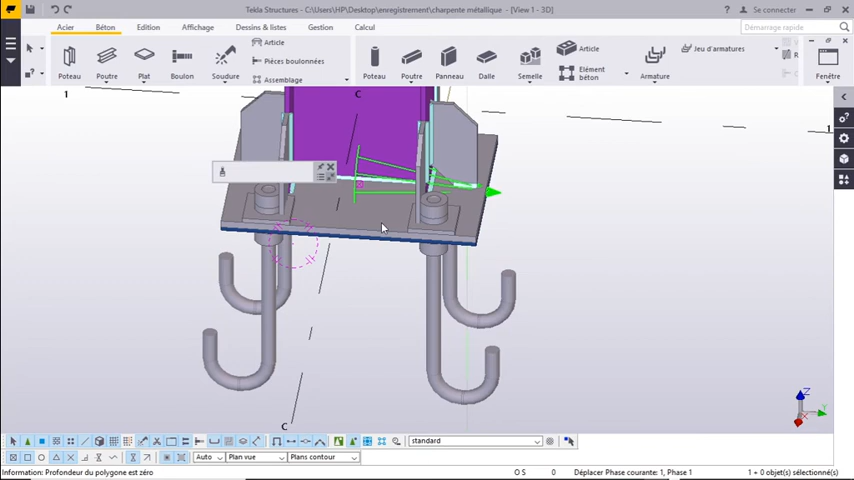 Tekla Structures - C:\Users\HP\Desktop\enregistrement\charpente métallique - [View 1 - 3D]
Se connecter
Acier Béton Edition Affichage Dessins & listes Gestion Calcul
Démarrage rapide
Article
Pièces boulonnées
Assemblage
Poteau Poutre Plat Boulon Soudure
Poteau Poutre Panneau Dalle Semelle
Article
Elément béton
Armature
Jeu d'armatures
Fenêtre
1
C
1
C
Z
Y
X
standard
Auto Plan vue Plans contour
Information: Profondeur du polygone est zéro
O S 0 Déplacer Phase courante: 1, Phase 1 1 + 0 objet(s) sélectionné(s)